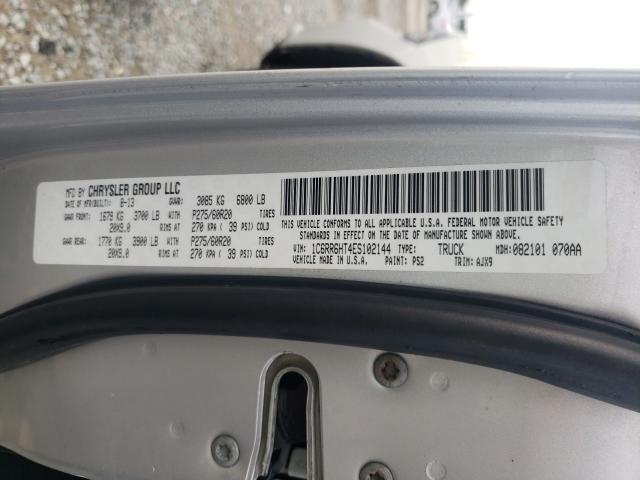 MFD BY CHRYSLER GROUP LLC
DATE OF MFR/BUILT: 8-13 GVWR: 3085 KG 6800 LB
GAWR FRONT: 1679 KG 3700 LB WITH P275/60R20 TIRES
20X9.0 RIMS AT 270 KPA ( 39 PSI) COLD
GAWR REAR: 1770 KG 3900 LB WITH P275/60R20 TIRES
20X9.0 RIMS AT 270 KPA ( 39 PSI) COLD
THIS VEHICLE CONFORMS TO ALL APPLICABLE U.S.A. FEDERAL MOTOR VEHICLE SAFETY
STANDARDS IN EFFECT ON THE DATE OF MANUFACTURE SHOWN ABOVE.
VIN: 1C6RR6HT4ES102144 TYPE: TRUCK MDH: 082101 070AA
VEHICLE MADE IN U.S.A. PAINT: PS2 TRIM: AJX9